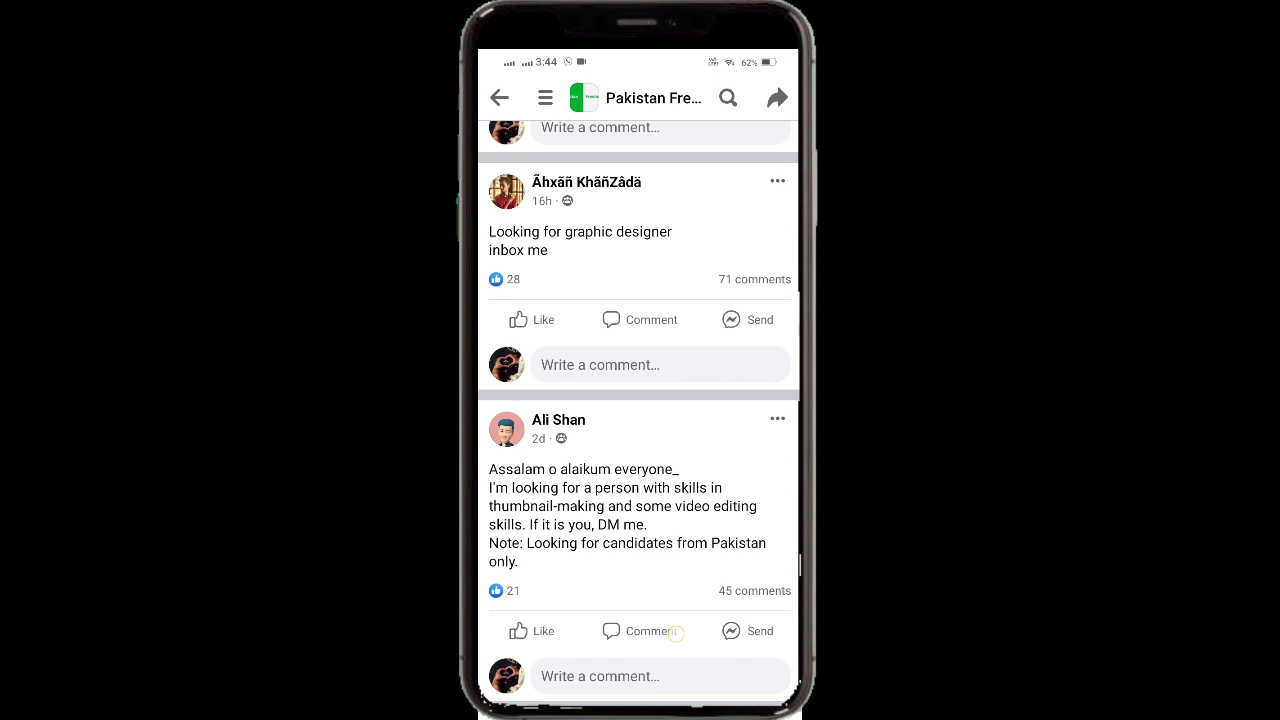 3:44 62%
Pakistan Fre...
Write a comment...
Ãhxãñ KhãñZâdä
16h ·
Looking for graphic designer
inbox me
28 71 comments
Like Comment Send
Write a comment...
Ali Shan
2d ·
Assalam o alaikum everyone_
I'm looking for a person with skills in
thumbnail-making and some video editing
skills. If it is you, DM me.
Note: Looking for candidates from Pakistan
only.
21 45 comments
Like Comment Send
Write a comment...